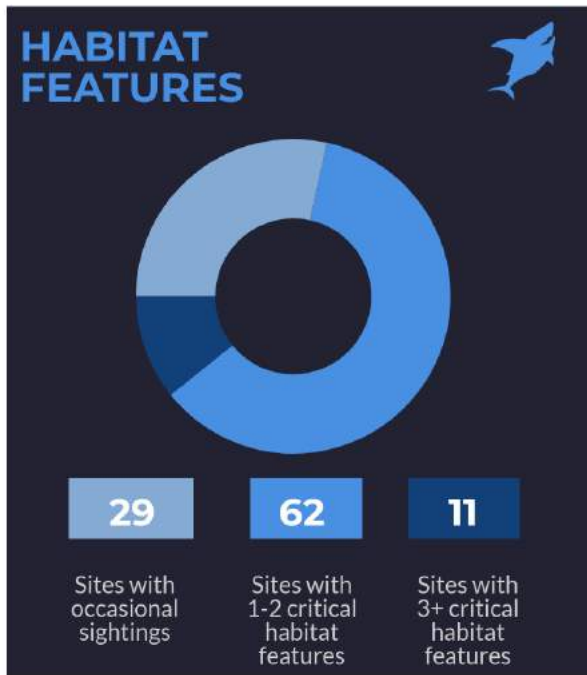 HABITAT
FEATURES
29
62
11
Sites with
occasional
sightings
Sites with
1-2 critical
habitat
features
Sites with
3+ critical
habitat
features